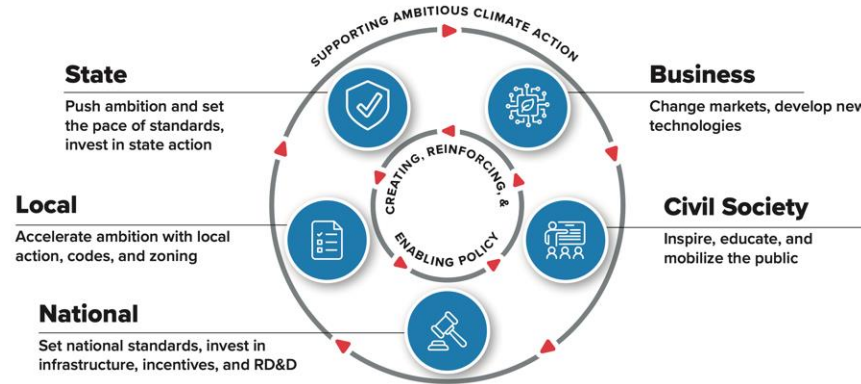 SUPPORTING AMBITIOUS CLIMATE ACTION
State
Push ambition and set
the pace of standards,
invest in state action
Business
Change markets, develop new
technologies
CREATING, REINFORCING, &
ENABLING POLICY
Local
Accelerate ambition with local
action, codes, and zoning
Civil Society
Inspire, educate, and
mobilize the public
National
Set national standards, invest in
infrastructure, incentives, and RD&D